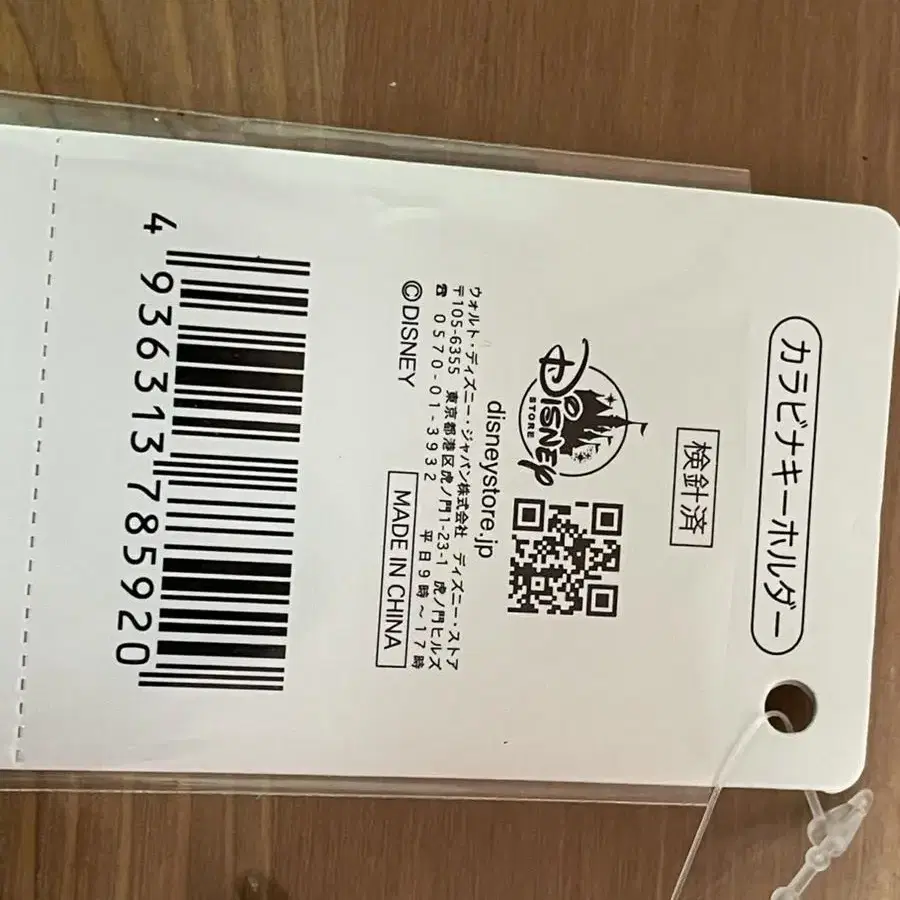 カラビナキーホルダー
検針済
DISNEY
STORE
disneystore.jp
ウォルト・ディズニー・ジャパン株式会社 ディズニー・ストア
〒105-6355 東京都港区虎ノ門1-23-1 虎ノ門ヒルズ
☎ 0570-01-3932 平日9時～17時
©DISNEY
MADE IN CHINA
4 936313 785920